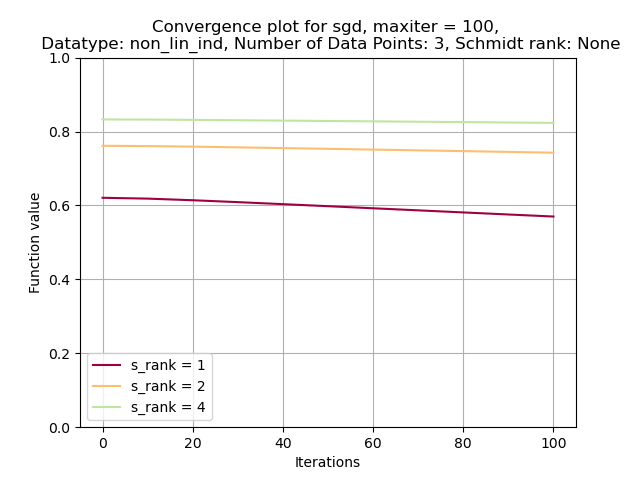 Convergence plot for sgd, maxiter = 100,
Datatype: non_lin_ind, Number of Data Points: 3, Schmidt rank: None
1.0
0.8
0.6
0.4
0.2
0.0
Function value
s_rank = 1
s_rank = 2
s_rank = 4
0 20 40 60 80 100
Iterations